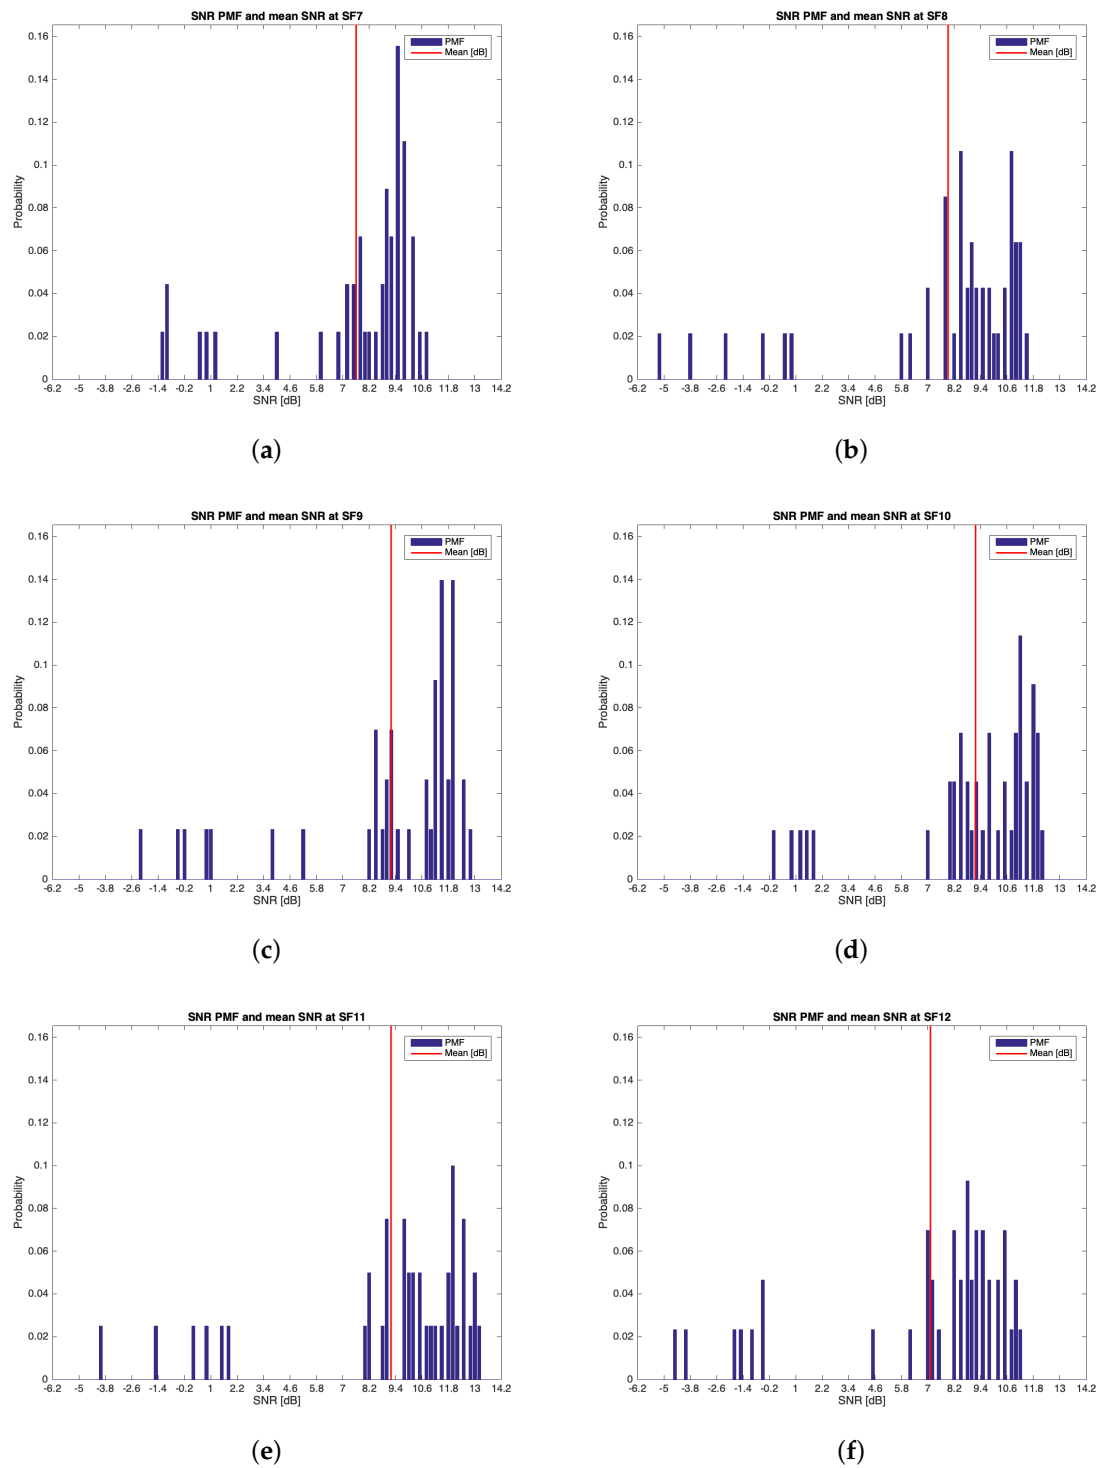 SNR PMF and mean SNR at SF7
PMF
Mean [dB]
Probability
0.16
0.14
0.12
0.1
0.08
0.06
0.04
0.02
0
-6.2 -5 -3.8 -2.6 -1.4 -0.2 1 2.2 3.4 4.6 5.8 7 8.2 9.4 10.6 11.8 13 14.2
SNR [dB]
(a)
SNR PMF and mean SNR at SF8
PMF
Mean [dB]
Probability
0.16
0.14
0.12
0.1
0.08
0.06
0.04
0.02
0
-6.2 -5 -3.8 -2.6 -1.4 -0.2 1 2.2 3.4 4.6 5.8 7 8.2 9.4 10.6 11.8 13 14.2
SNR [dB]
(b)
SNR PMF and mean SNR at SF9
PMF
Mean [dB]
Probability
0.16
0.14
0.12
0.1
0.08
0.06
0.04
0.02
0
-6.2 -5 -3.8 -2.6 -1.4 -0.2 1 2.2 3.4 4.6 5.8 7 8.2 9.4 10.6 11.8 13 14.2
SNR [dB]
(c)
SNR PMF and mean SNR at SF10
PMF
Mean [dB]
Probability
0.16
0.14
0.12
0.1
0.08
0.06
0.04
0.02
0
-6.2 -5 -3.8 -2.6 -1.4 -0.2 1 2.2 3.4 4.6 5.8 7 8.2 9.4 10.6 11.8 13 14.2
SNR [dB]
(d)
SNR PMF and mean SNR at SF11
PMF
Mean [dB]
Probability
0.16
0.14
0.12
0.1
0.08
0.06
0.04
0.02
0
-6.2 -5 -3.8 -2.6 -1.4 -0.2 1 2.2 3.4 4.6 5.8 7 8.2 9.4 10.6 11.8 13 14.2
SNR [dB]
(e)
SNR PMF and mean SNR at SF12
PMF
Mean [dB]
Probability
0.16
0.14
0.12
0.1
0.08
0.06
0.04
0.02
0
-6.2 -5 -3.8 -2.6 -1.4 -0.2 1 2.2 3.4 4.6 5.8 7 8.2 9.4 10.6 11.8 13 14.2
SNR [dB]
(f)